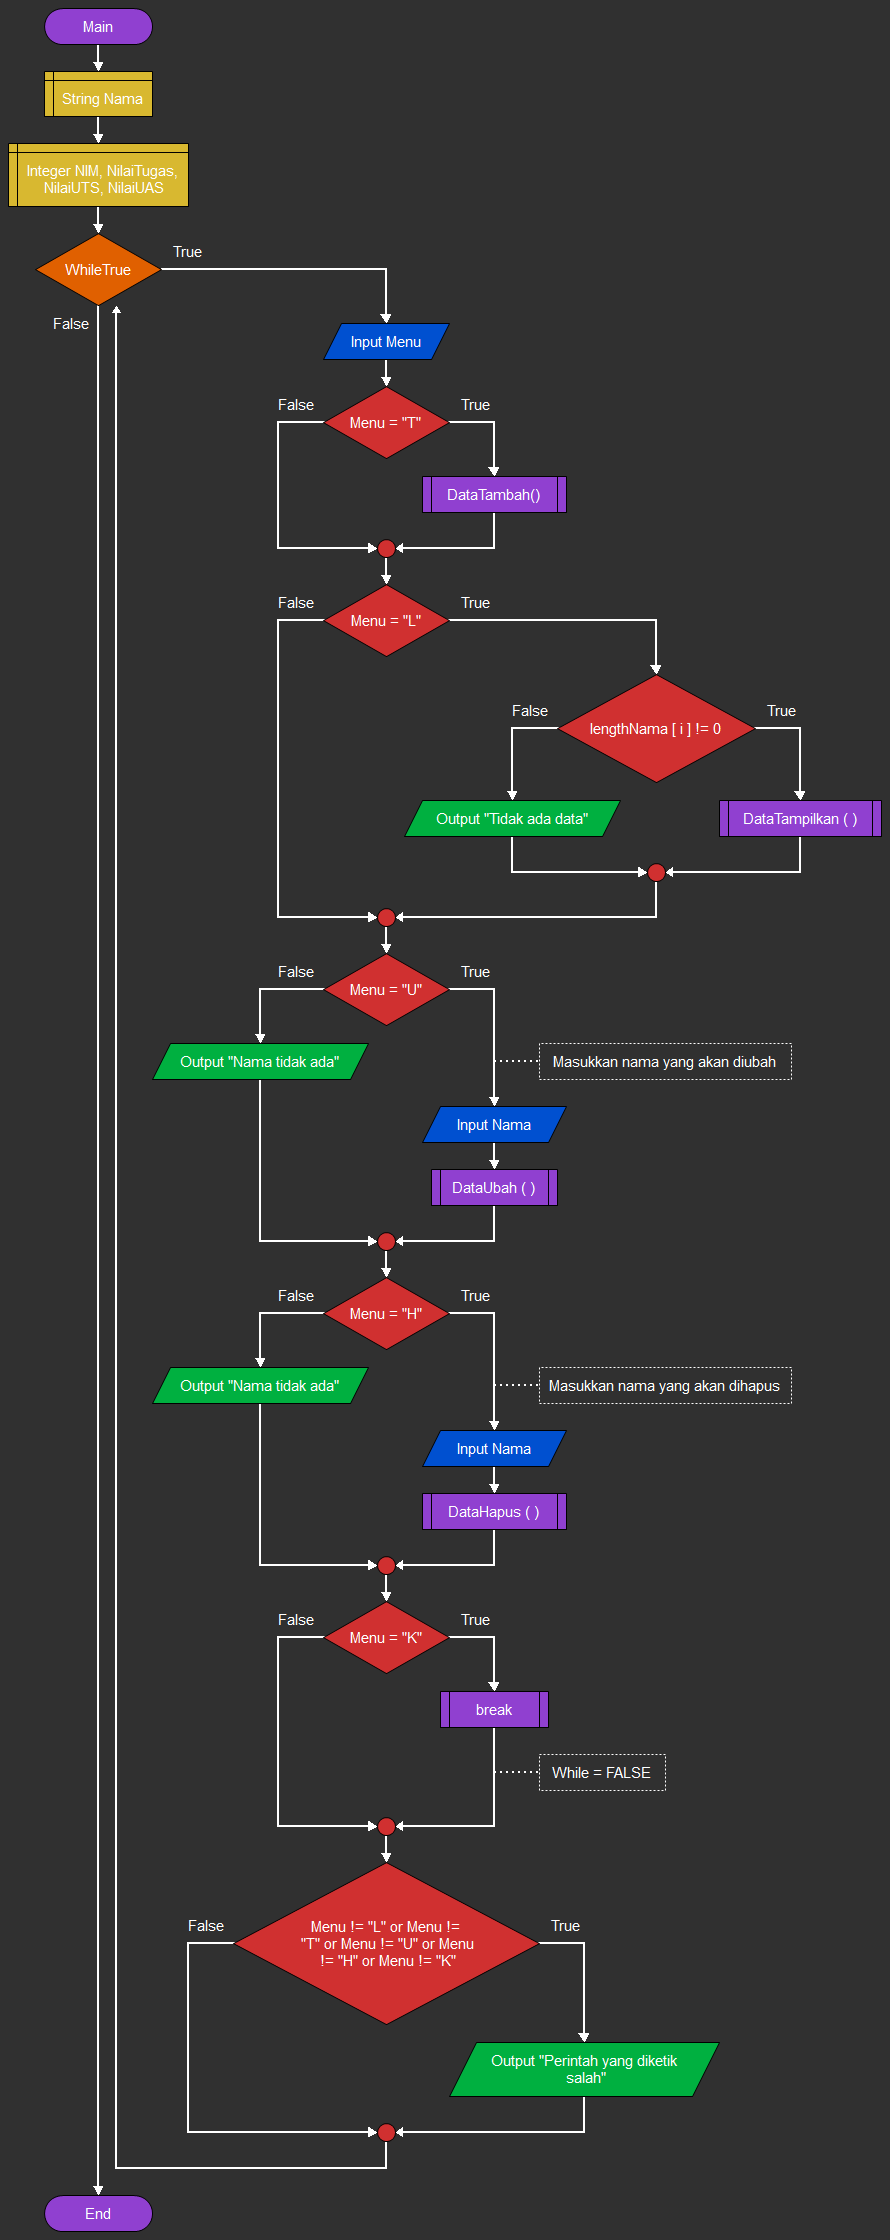 Main
String Nama
Integer NIM, NilaiTugas,
NilaiUTS, NilaiUAS
WhileTrue
True
False
Input Menu
False
True
Menu = "T"
DataTambah()
False
True
Menu = "L"
False
True
lengthNama [ i ] != 0
Output "Tidak ada data"
DataTampilkan ( )
False
True
Menu = "U"
Output "Nama tidak ada"
Masukkan nama yang akan diubah
Input Nama
DataUbah ( )
False
True
Menu = "H"
Output "Nama tidak ada"
Masukkan nama yang akan dihapus
Input Nama
DataHapus ( )
False
True
Menu = "K"
break
While = FALSE
False
True
Menu != "L" or Menu !=
"T" or Menu != "U" or Menu
!= "H" or Menu != "K"
Output "Perintah yang diketik
salah"
End